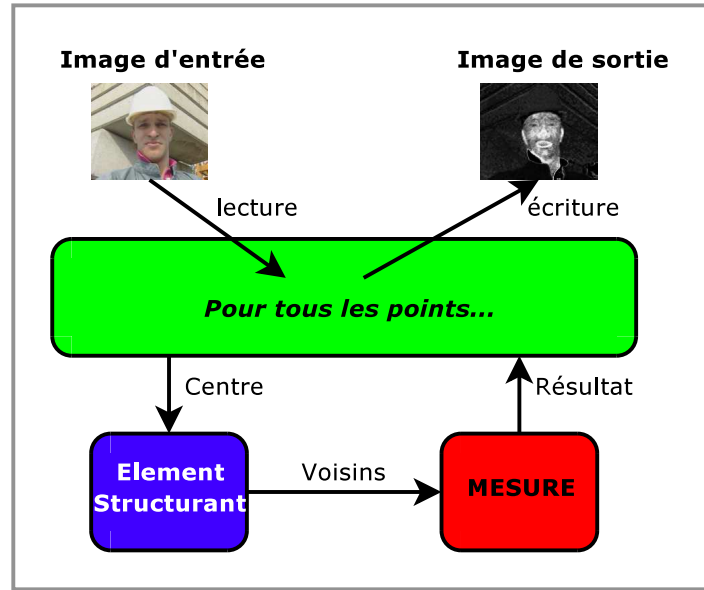 Image d'entrée
Image de sortie
lecture
écriture
Pour tous les points...
Centre
Résultat
Element
Structurant
Voisins
MESURE